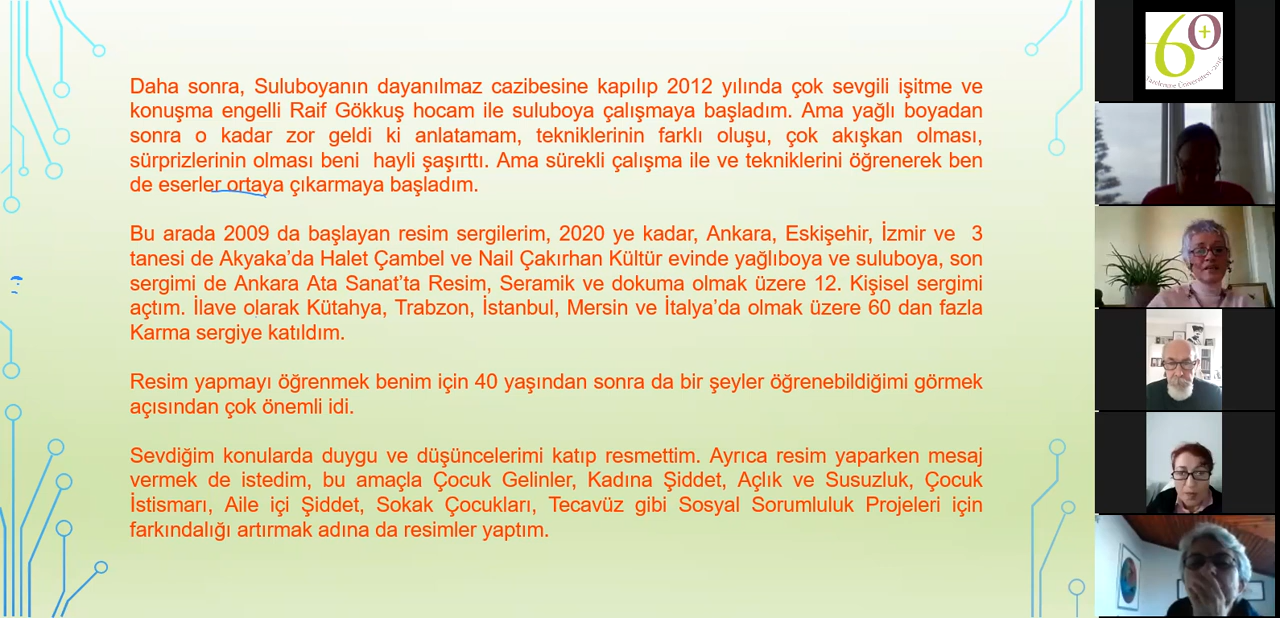 Daha sonra, Suluboyanın dayanılmaz cazibesine kapılıp 2012 yılında çok sevgili işitme ve
konuşma engelli Raif Gökkuş hocam ile suluboya çalışmaya başladım. Ama yağlı boyadan
sonra o kadar zor geldi ki anlatamam, tekniklerinin farklı oluşu, çok akışkan olması,
sürprizlerinin olması beni hayli şaşırttı. Ama sürekli çalışma ile ve tekniklerini öğrenerek ben
de eserler ortaya çıkarmaya başladım.
Bu arada 2009 da başlayan resim sergilerim, 2020 ye kadar, Ankara, Eskişehir, İzmir ve 3
tanesi de Akyaka’da Halet Çambel ve Nail Çakırhan Kültür evinde yağlıboya ve suluboya, son
sergimi de Ankara Ata Sanat’ta Resim, Seramik ve dokuma olmak üzere 12. Kişisel sergimi
açtım. İlave olarak Kütahya, Trabzon, İstanbul, Mersin ve İtalya’da olmak üzere 60 dan fazla
Karma sergiye katıldım.
Resim yapmayı öğrenmek benim için 40 yaşından sonra da bir şeyler öğrenebildiğimi görmek
açısından çok önemli idi.
Sevdiğim konularda duygu ve düşüncelerimi katıp resmettim. Ayrıca resim yaparken mesaj
vermek de istedim, bu amaçla Çocuk Gelinler, Kadına Şiddet, Açlık ve Susuzluk, Çocuk
İstismarı, Aile içi Şiddet, Sokak Çocukları, Tecavüz gibi Sosyal Sorumluluk Projeleri için
farkındalığı artırmak adına da resimler yaptım.
60+